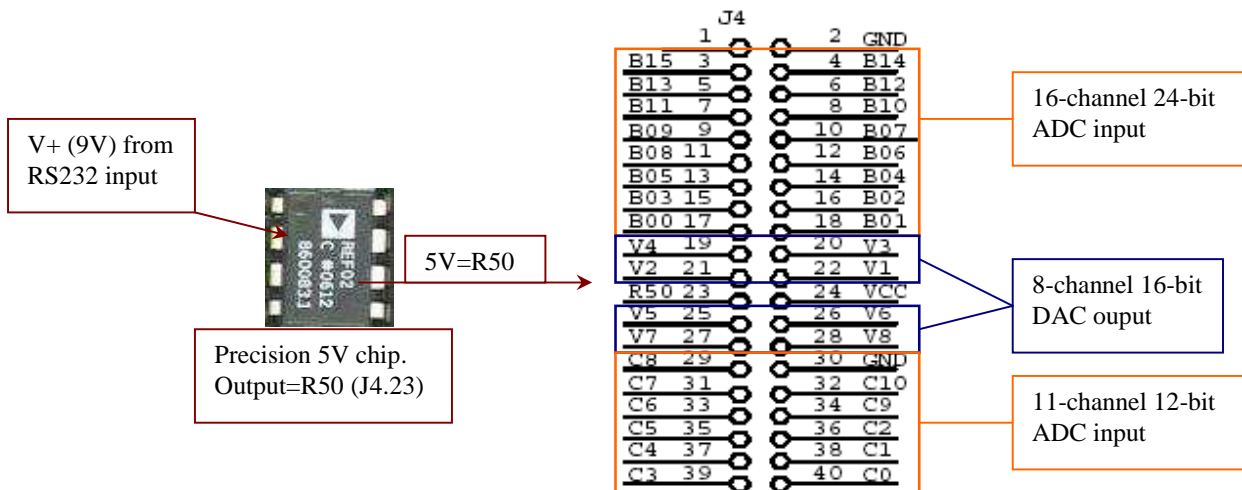 V+ (9V) from
RS232 input
REF02
C #0612
860083J
5V=R50
Precision 5V chip.
Output=R50 (J4.23)
J4
1 2 GND
B15 3 4 B14
B13 5 6 B12
B11 7 8 B10
B09 9 10 B07
B08 11 12 B06
B05 13 14 B04
B03 15 16 B02
B00 17 18 B01
V4 19 20 V3
V2 21 22 V1
R50 23 24 VCC
V5 25 26 V6
V7 27 28 V8
C8 29 30 GND
C7 31 32 C10
C6 33 34 C9
C5 35 36 C2
C4 37 38 C1
C3 39 40 C0
16-channel 24-bit
ADC input
8-channel 16-bit
DAC ouput
11-channel 12-bit
ADC input